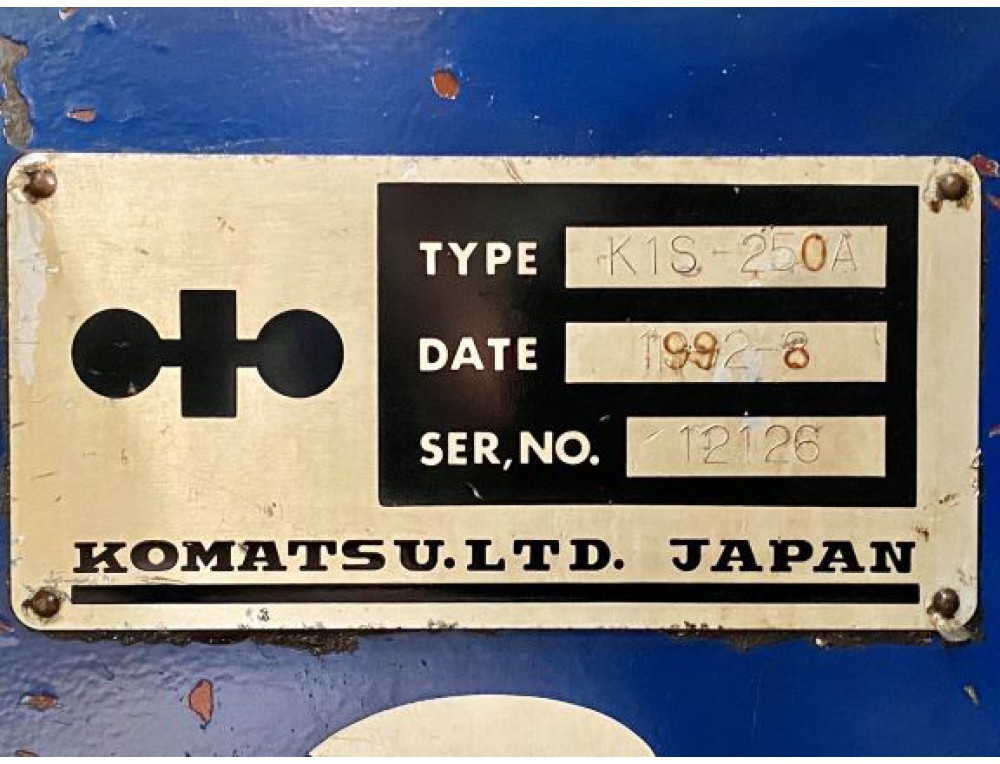 TYPE K1S-250A
DATE 1992-8
SER,NO. 12126
KOMATSU.LTD. JAPAN